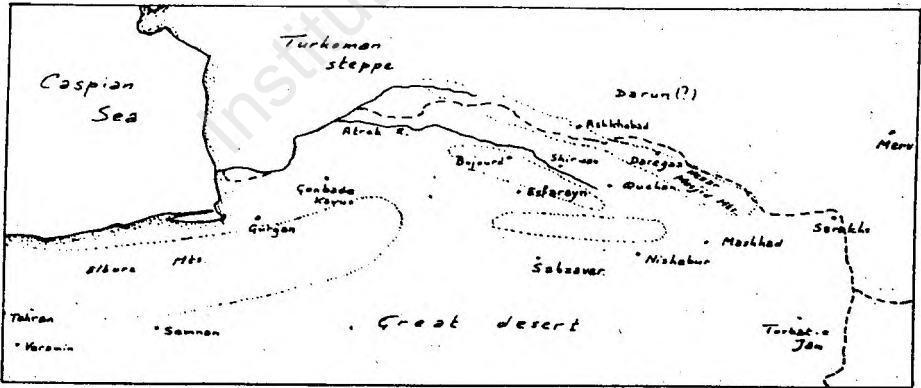 Institu
Turkoman
steppe
Caspian
Sea
Darun (?)
Ashkhabad
Merv
Atrak R.
Bojnurd
Shirvan
Daregaz
Quchan
Esfarayn
Gonbade
Kavus
Gurgan
Mashhad
Sarakhs
Nishabur
Sabzavar
Elburz Mts.
Tehran
Varamin
Semnan
Great desert
Torbat-e
Jam